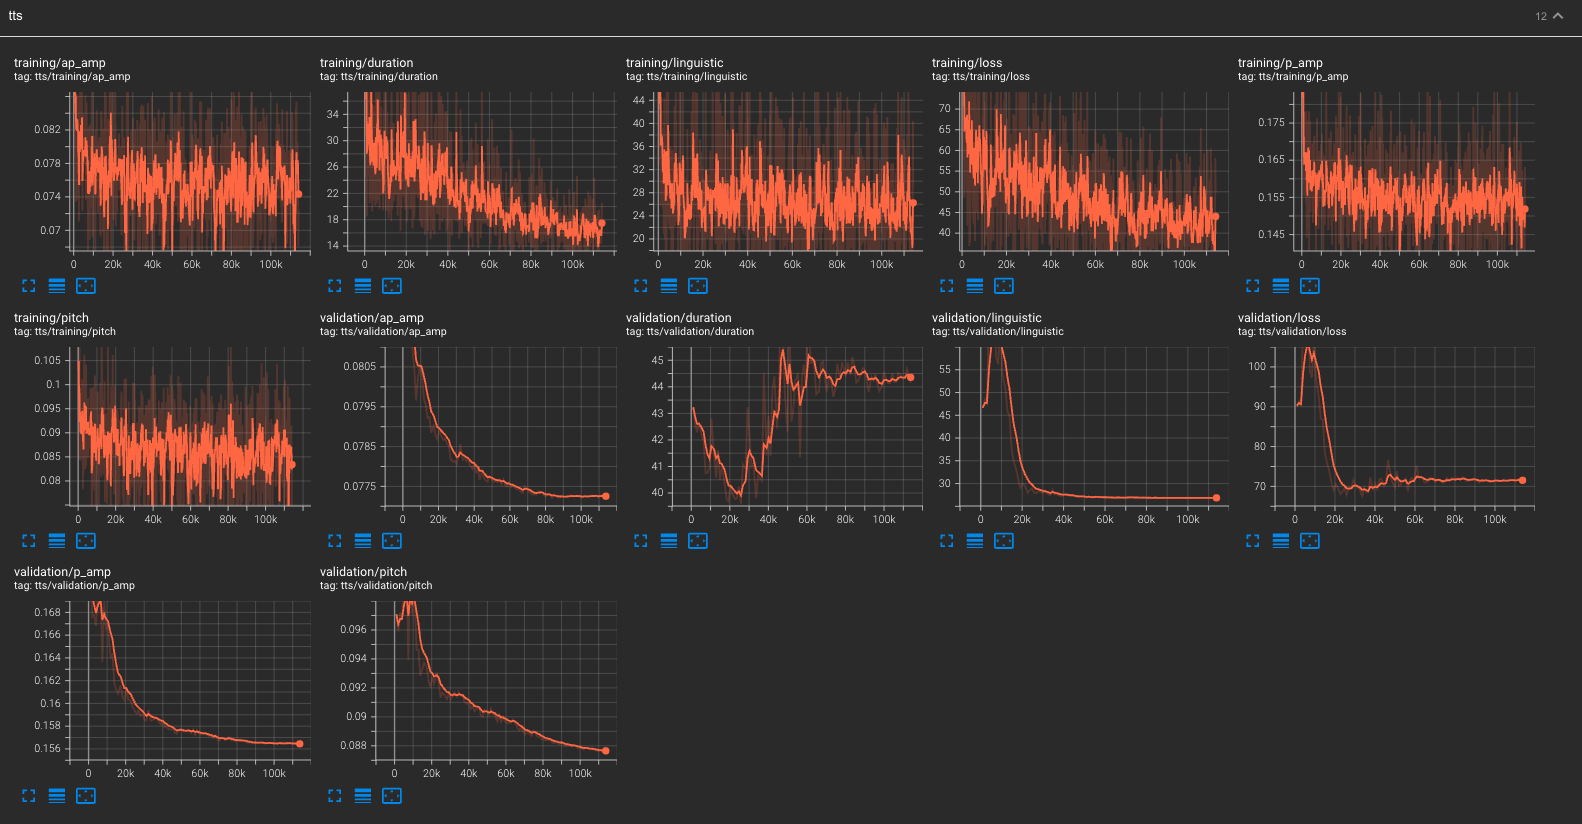 tts
12
training/ap_amp
tag: tts/training/ap_amp
0.082
0.078
0.074
0.07
0 20k 40k 60k 80k 100k
training/duration
tag: tts/training/duration
34
30
26
22
18
14
0 20k 40k 60k 80k 100k
training/linguistic
tag: tts/training/linguistic
44
40
36
32
28
24
20
0 20k 40k 60k 80k 100k
training/loss
tag: tts/training/loss
70
65
60
55
50
45
40
0 20k 40k 60k 80k 100k
training/p_amp
tag: tts/training/p_amp
0.175
0.165
0.155
0.145
0 20k 40k 60k 80k 100k
training/pitch
tag: tts/training/pitch
0.105
0.1
0.095
0.09
0.085
0.08
0 20k 40k 60k 80k 100k
validation/ap_amp
tag: tts/validation/ap_amp
0.0805
0.0795
0.0785
0.0775
0 20k 40k 60k 80k 100k
validation/duration
tag: tts/validation/duration
45
44
43
42
41
40
0 20k 40k 60k 80k 100k
validation/linguistic
tag: tts/validation/linguistic
55
50
45
40
35
30
0 20k 40k 60k 80k 100k
validation/loss
tag: tts/validation/loss
100
90
80
70
0 20k 40k 60k 80k 100k
validation/p_amp
tag: tts/validation/p_amp
0.168
0.166
0.164
0.162
0.16
0.158
0.156
0 20k 40k 60k 80k 100k
validation/pitch
tag: tts/validation/pitch
0.096
0.094
0.092
0.09
0.088
0 20k 40k 60k 80k 100k